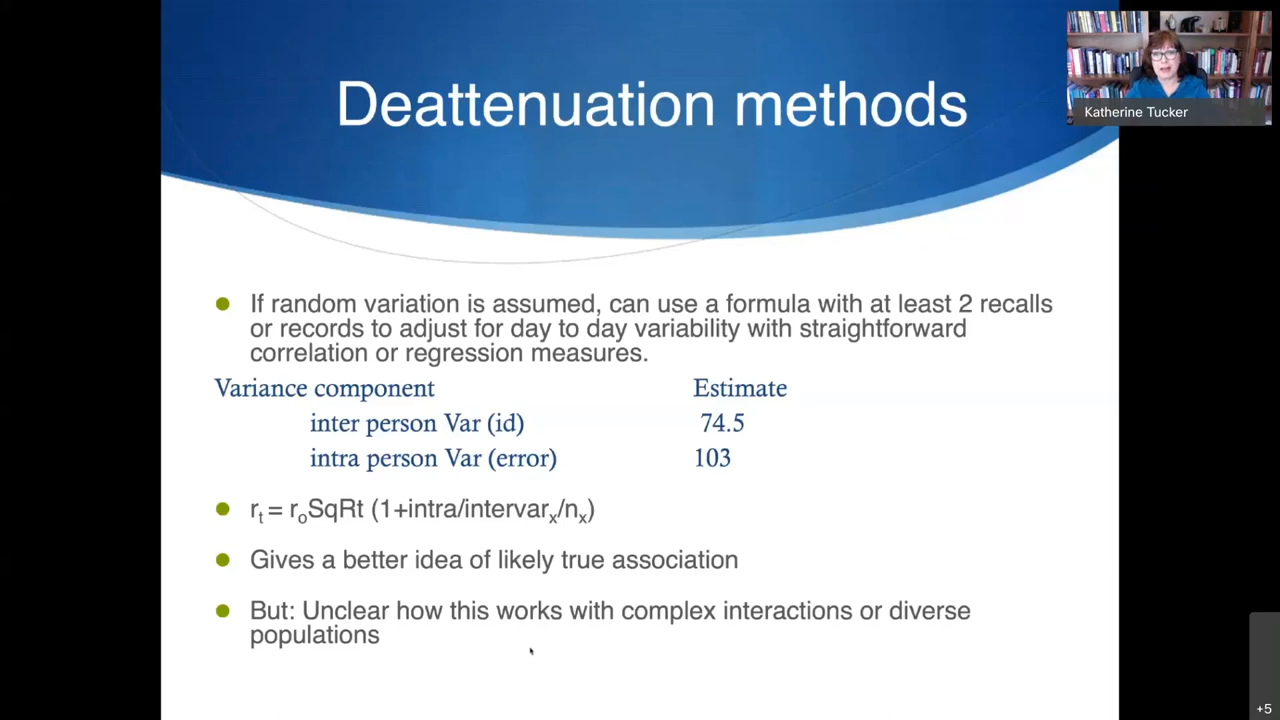 Deattenuation methods
Katherine Tucker
If random variation is assumed, can use a formula with at least 2 recalls
or records to adjust for day to day variability with straightforward
correlation or regression measures.
Variance component Estimate
inter person Var (id) 74.5
intra person Var (error) 103
rt = roSqRt (1+intra/intervarx/nx)
Gives a better idea of likely true association
But: Unclear how this works with complex interactions or diverse
populations
+5